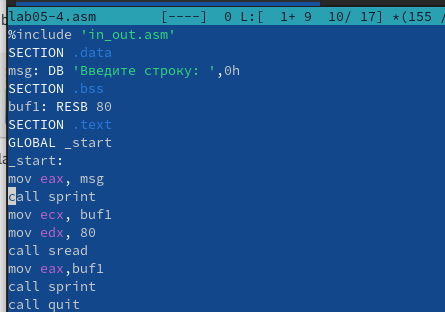 lab05-4.asm [----] 0 L:[ 1+ 9 10/ 17] *(155 /
%include 'in_out.asm'
SECTION .data
msg: DB 'Введите строку: ',0h
SECTION .bss
buf1: RESB 80
SECTION .text
GLOBAL _start
_start:
mov eax, msg
call sprint
mov ecx, buf1
mov edx, 80
call sread
mov eax,buf1
call sprint
call quit